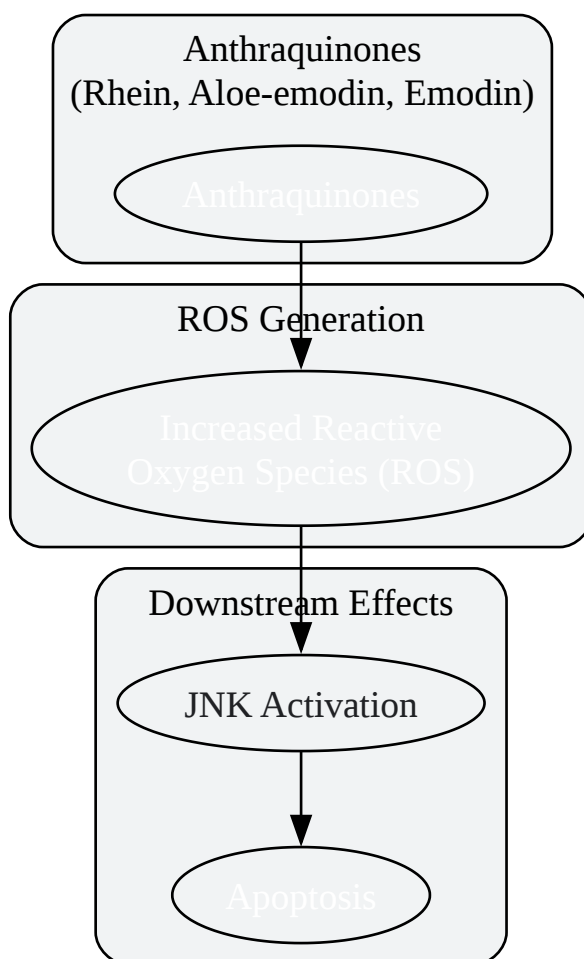 Anthraquinones
(Rhein, Aloe-emodin, Emodin)
Anthraquinones
ROS Generation
Increased Reactive
Oxygen Species (ROS)
Downstream Effects
JNK Activation
Apoptosis